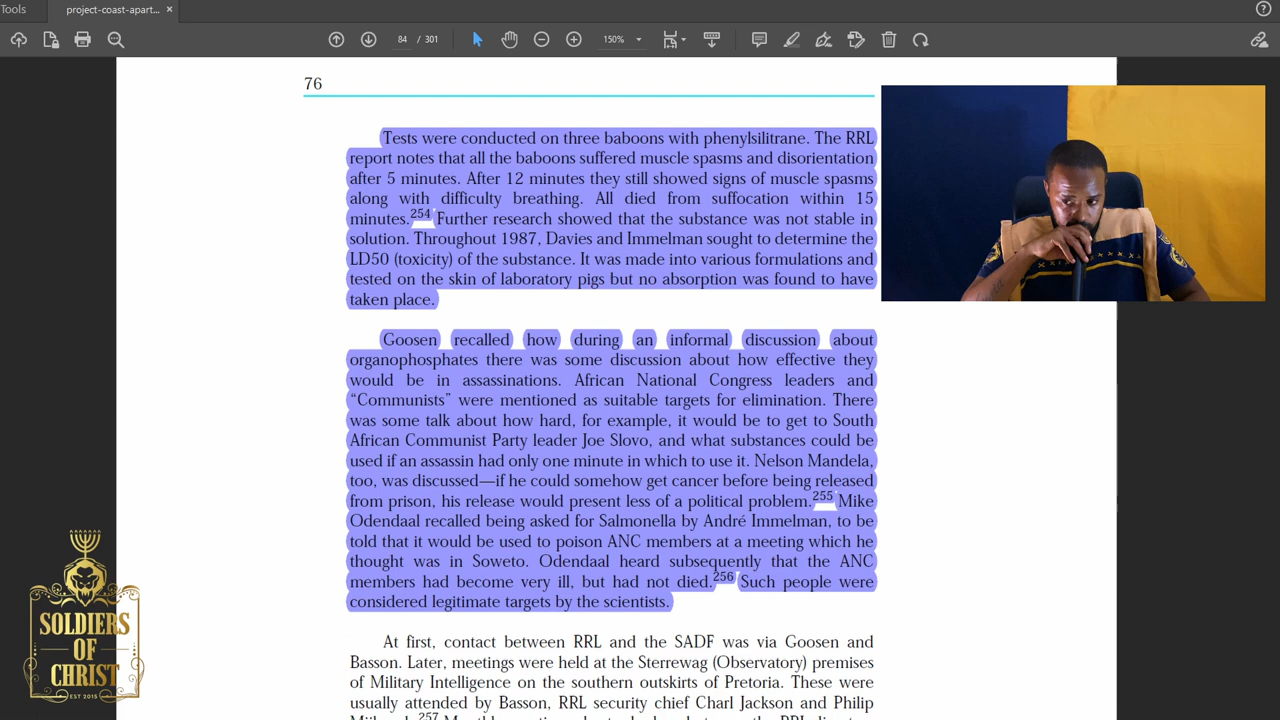 Tools
project-coast-apart... ×
84 / 301
150%
76
Tests were conducted on three baboons with phenylsilitrane. The RRL
report notes that all the baboons suffered muscle spasms and disorientation
after 5 minutes. After 12 minutes they still showed signs of muscle spasms
along with difficulty breathing. All died from suffocation within 15
minutes.254 Further research showed that the substance was not stable in
solution. Throughout 1987, Davies and Immelman sought to determine the
LD50 (toxicity) of the substance. It was made into various formulations and
tested on the skin of laboratory pigs but no absorption was found to have
taken place.
Goosen recalled how during an informal discussion about
organophosphates there was some discussion about how effective they
would be in assassinations. African National Congress leaders and
“Communists” were mentioned as suitable targets for elimination. There
was some talk about how hard, for example, it would be to get to South
African Communist Party leader Joe Slovo, and what substances could be
used if an assassin had only one minute in which to use it. Nelson Mandela,
too, was discussed—if he could somehow get cancer before being released
from prison, his release would present less of a political problem.255 Mike
Odendaal recalled being asked for Salmonella by André Immelman, to be
told that it would be used to poison ANC members at a meeting which he
thought was in Soweto. Odendaal heard subsequently that the ANC
members had become very ill, but had not died.256 Such people were
considered legitimate targets by the scientists.
At first, contact between RRL and the SADF was via Goosen and
Basson. Later, meetings were held at the Sterrewag (Observatory) premises
of Military Intelligence on the southern outskirts of Pretoria. These were
usually attended by Basson, RRL security chief Charl Jackson and Philip
SOLDIERS
OF
CHRIST
EST 2015